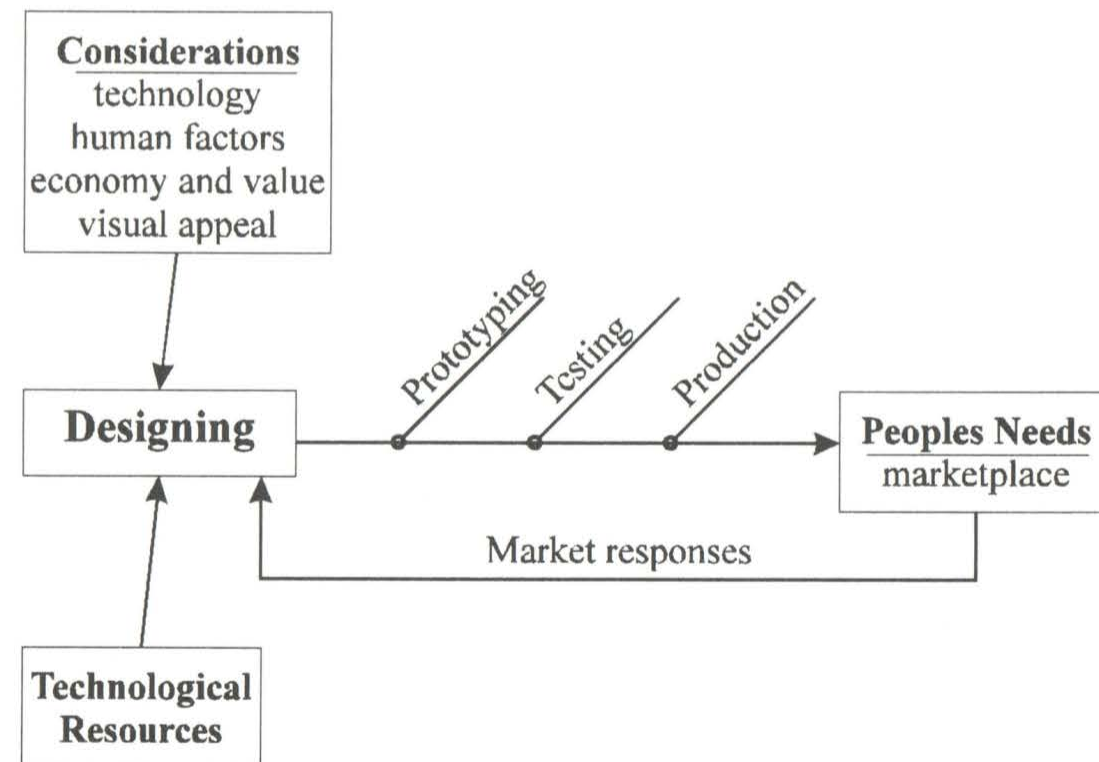 Considerations
technology
human factors
economy and value
visual appeal
Prototyping
Testing
Production
Designing
Peoples Needs
marketplace
Market responses
Technological
Resources